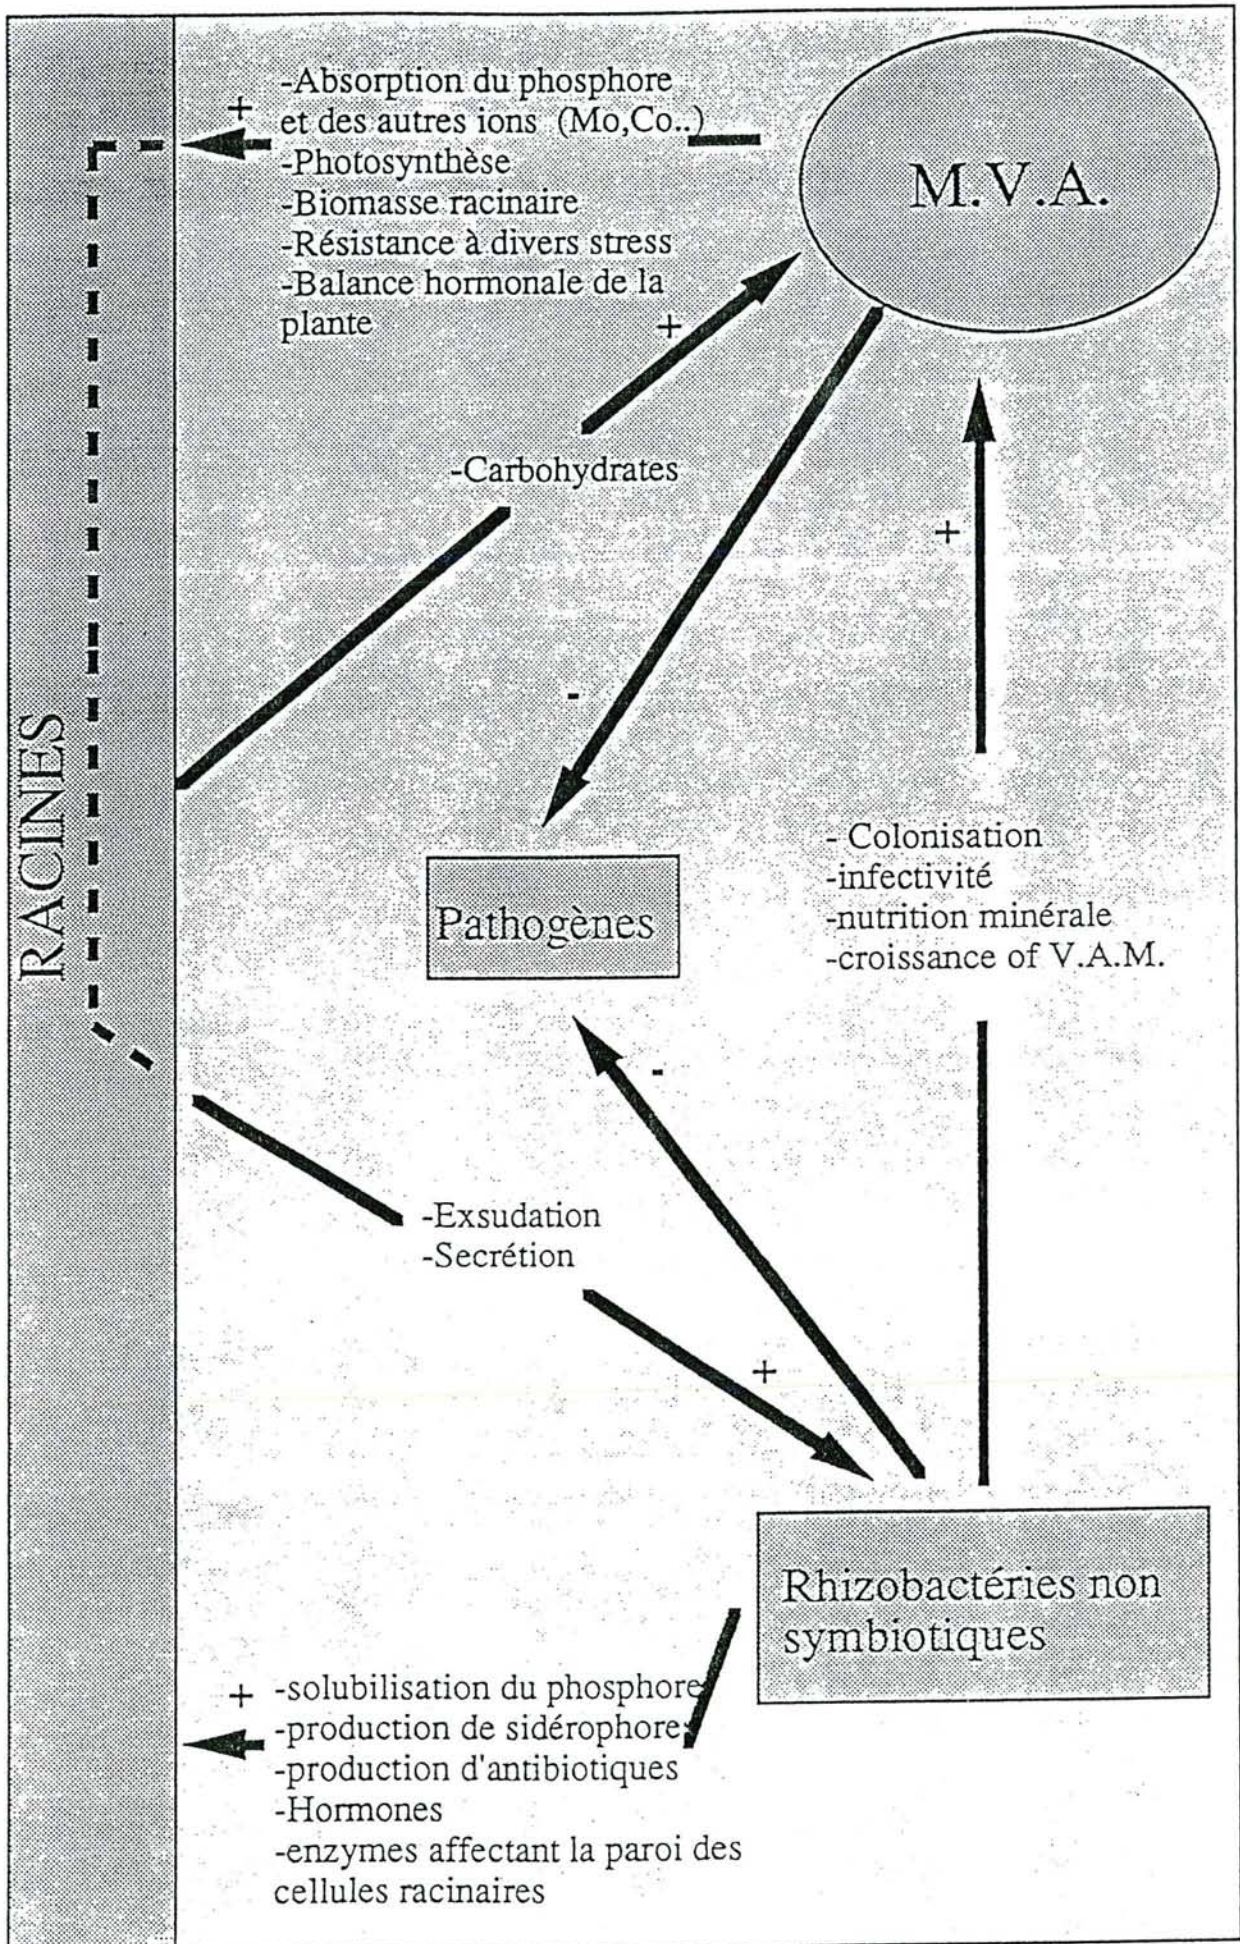 -Absorption du phosphore
+
et des autres ions (Mo,Co..)
-Photosynthèse
-Biomasse racinaire
-Résistance à divers stress
-Balance hormonale de la
plante
M.V.A.
+
-Carbohydrates
+
-
RACINES
- Colonisation
-infectivité
-nutrition minérale
-croissance of V.A.M.
Pathogènes
-
-Exsudation
-Secrétion
+
Rhizobactéries non
symbiotiques
+ -solubilisation du phosphore
-production de sidérophore
-production d'antibiotiques
-Hormones
-enzymes affectant la paroi des
cellules racinaires